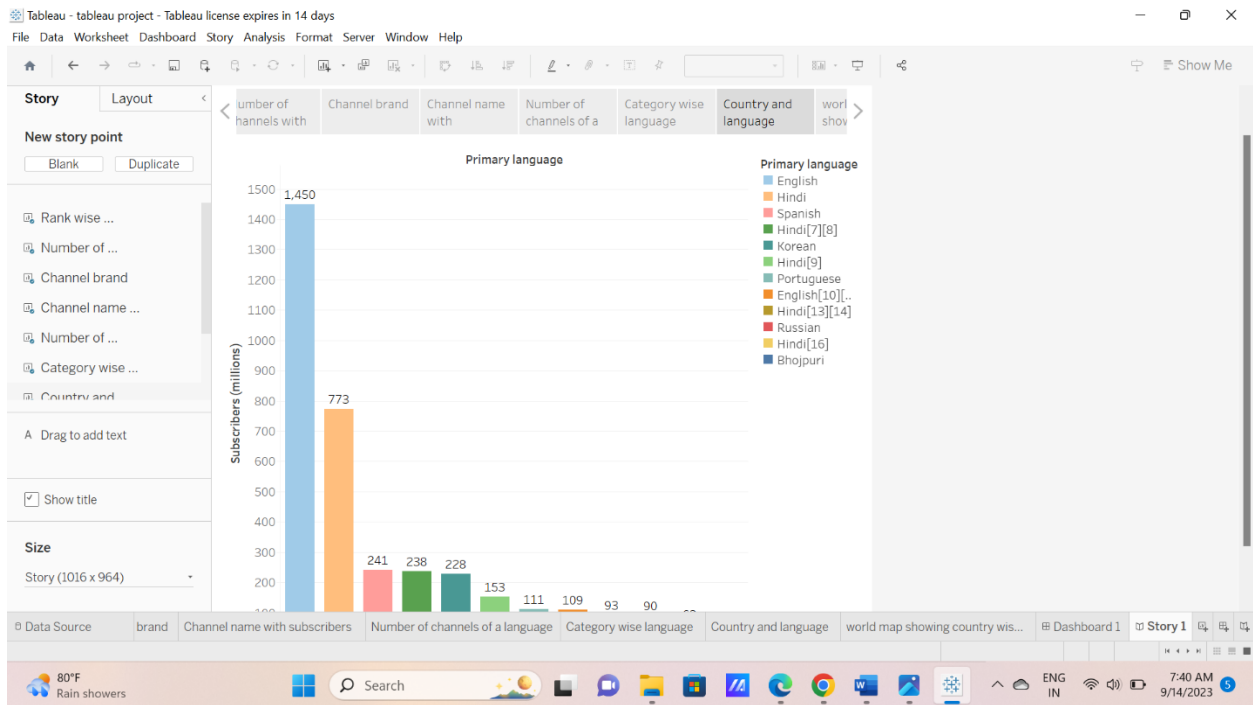 Tableau - tableau project - Tableau license expires in 14 days
File Data Worksheet Dashboard Story Analysis Format Server Window Help
Show Me
Story Layout
New story point
Blank Duplicate
Rank wise ...
Number of ...
Channel brand
Channel name ...
Number of ...
Category wise ...
Country and
A Drag to add text
Show title
Size
Story (1016 x 964)
umber of
hannels with
Channel brand
Channel name
with
Number of
channels of a
Category wise
language
Country and
language
worl
show
Primary language
Subscribers (millions)
1500
1400
1300
1200
1100
1000
900
800
700
600
500
400
300
200
100
1,450
773
241
238
228
153
111
109
93
90
Primary language
English
Hindi
Spanish
Hindi[7][8]
Korean
Hindi[9]
Portuguese
English[10][..
Hindi[13][14]
Russian
Hindi[16]
Bhojpuri
Data Source brand Channel name with subscribers Number of channels of a language Category wise language Country and language world map showing country wis... Dashboard 1 Story 1
80°F
Rain showers
Search
ENG
IN
7:40 AM
9/14/2023
5